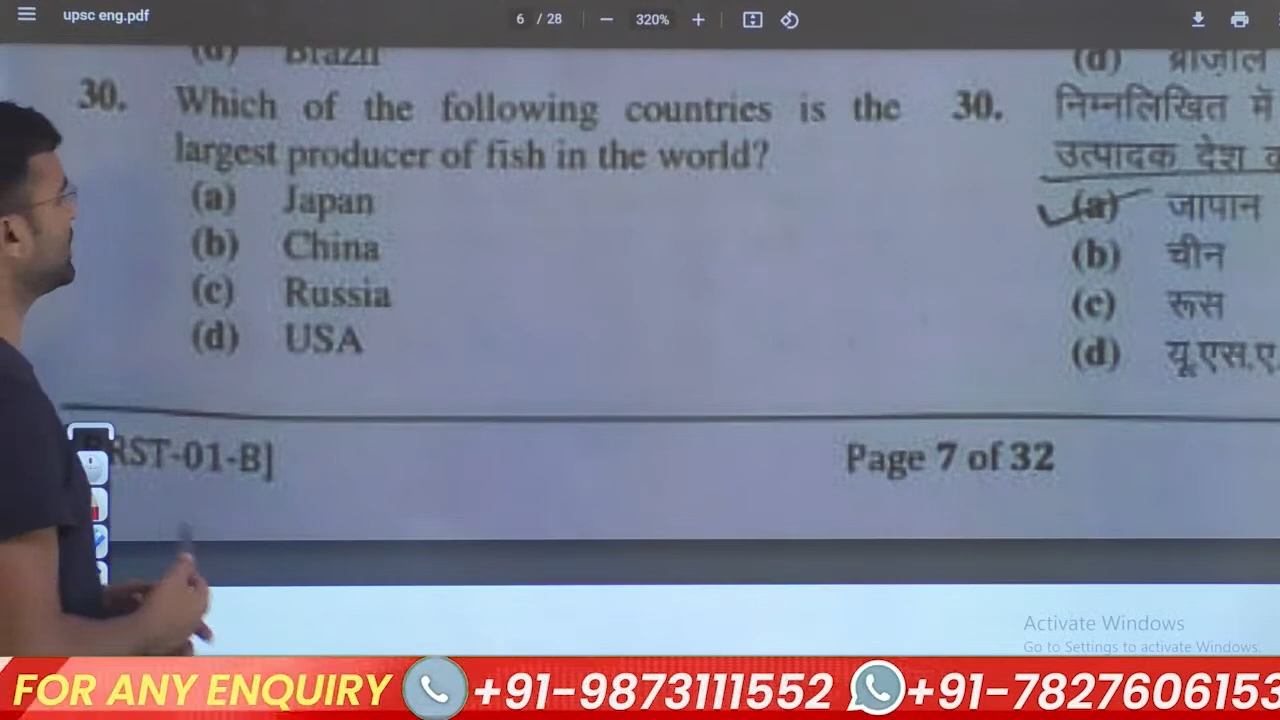 upsc eng.pdf
6 / 28
320%
(d) Brazil
(d) ब्राज़ील
30. Which of the following countries is the
largest producer of fish in the world?
(a) Japan
(b) China
(c) Russia
(d) USA
30. निम्नलिखित में
उत्पादक देश
(a) जापान
(b) चीन
(c) रूस
(d) यू.एस.ए.
RST-01-B]
Page 7 of 32
Activate Windows
Go to Settings to activate Windows.
FOR ANY ENQUIRY +91-9873111552 +91-7827606153